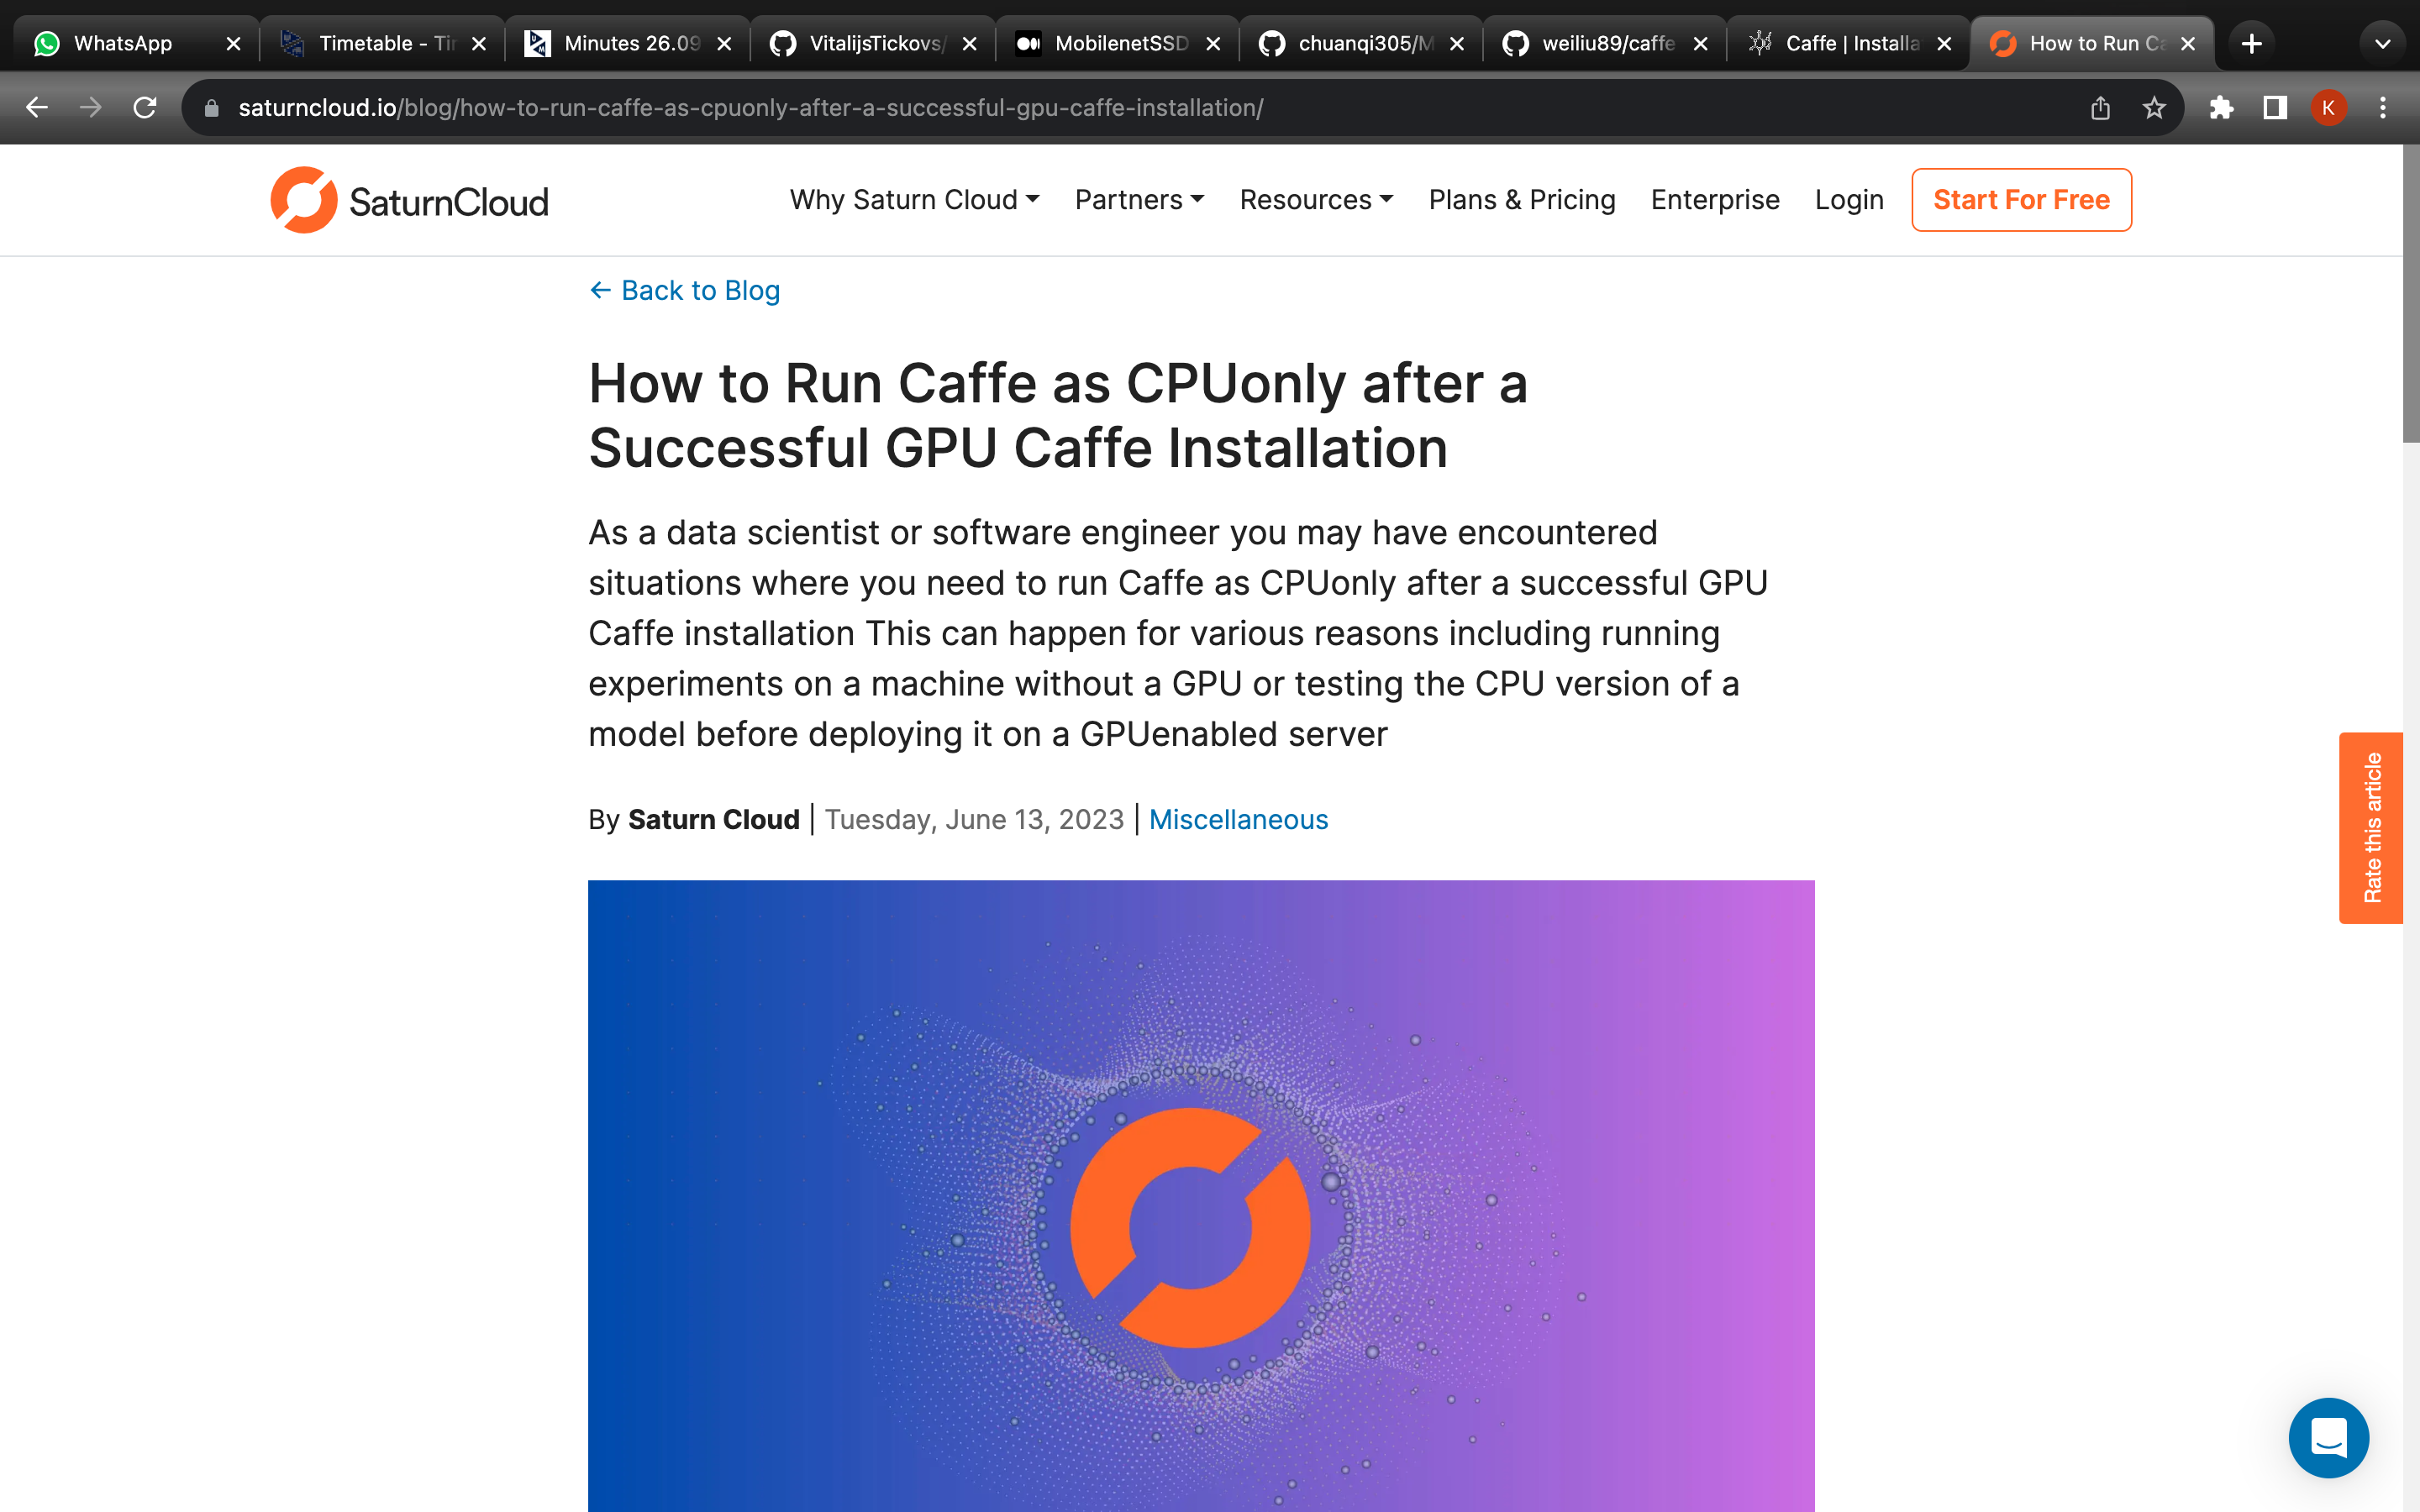 WhatsApp
Timetable - Tir
Minutes 26.09
VitalijsTickovs/
MobilenetSSD
chuanqi305/M
weiliu89/caffe
Caffe | Installa
How to Run Ca
saturncloud.io/blog/how-to-run-caffe-as-cpuonly-after-a-successful-gpu-caffe-installation/
K
SaturnCloud
Why Saturn Cloud
Partners
Resources
Plans & Pricing
Enterprise
Login
Start For Free
← Back to Blog
How to Run Caffe as CPUonly after a
Successful GPU Caffe Installation
As a data scientist or software engineer you may have encountered
situations where you need to run Caffe as CPUonly after a successful GPU
Caffe installation This can happen for various reasons including running
experiments on a machine without a GPU or testing the CPU version of a
model before deploying it on a GPUenabled server
By Saturn Cloud | Tuesday, June 13, 2023 | Miscellaneous
Rate this article